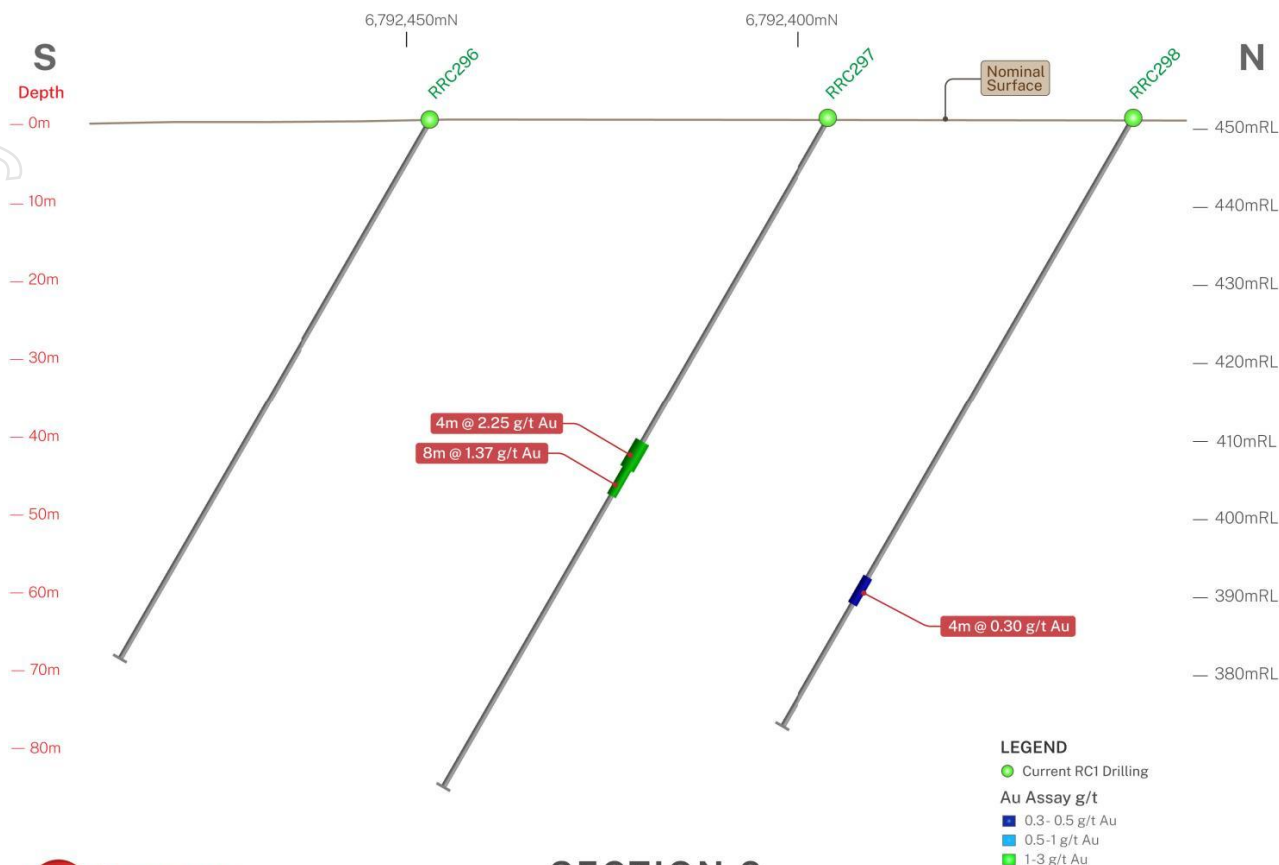 6,792,450mN
6,792,400mN
S
N
RRC296
RRC297
RRC298
Nominal
Surface
Depth
0m
10m
20m
30m
40m
50m
60m
70m
80m
450mRL
440mRL
430mRL
420mRL
410mRL
400mRL
390mRL
380mRL
4m @ 2.25 g/t Au
8m @ 1.37 g/t Au
4m @ 0.30 g/t Au
LEGEND
Current RC1 Drilling
Au Assay g/t
0.3- 0.5 g/t Au
0.5-1 g/t Au
1-3 g/t Au